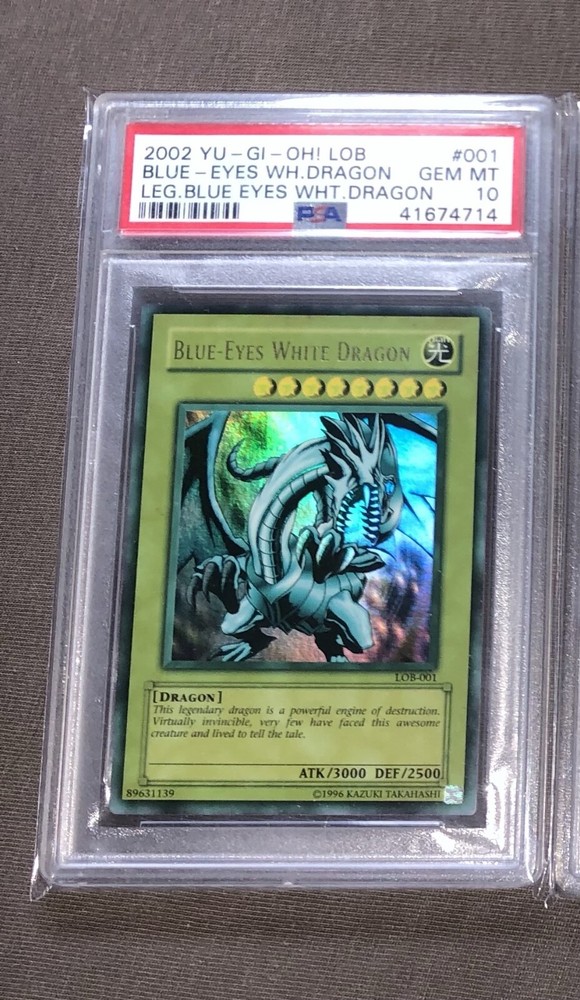 2002 YU-GI-OH! LOB #001
BLUE-EYES WH.DRAGON GEM MT
LEG.BLUE EYES WHT.DRAGON 10
PSA 41674714
BLUE-EYES WHITE DRAGON
光
LOB-001
[DRAGON]
This legendary dragon is a powerful engine of destruction.
Virtually invincible, very few have faced this awesome
creature and lived to tell the tale.
ATK/3000 DEF/2500
89631139 ©1996 KAZUKI TAKAHASHI